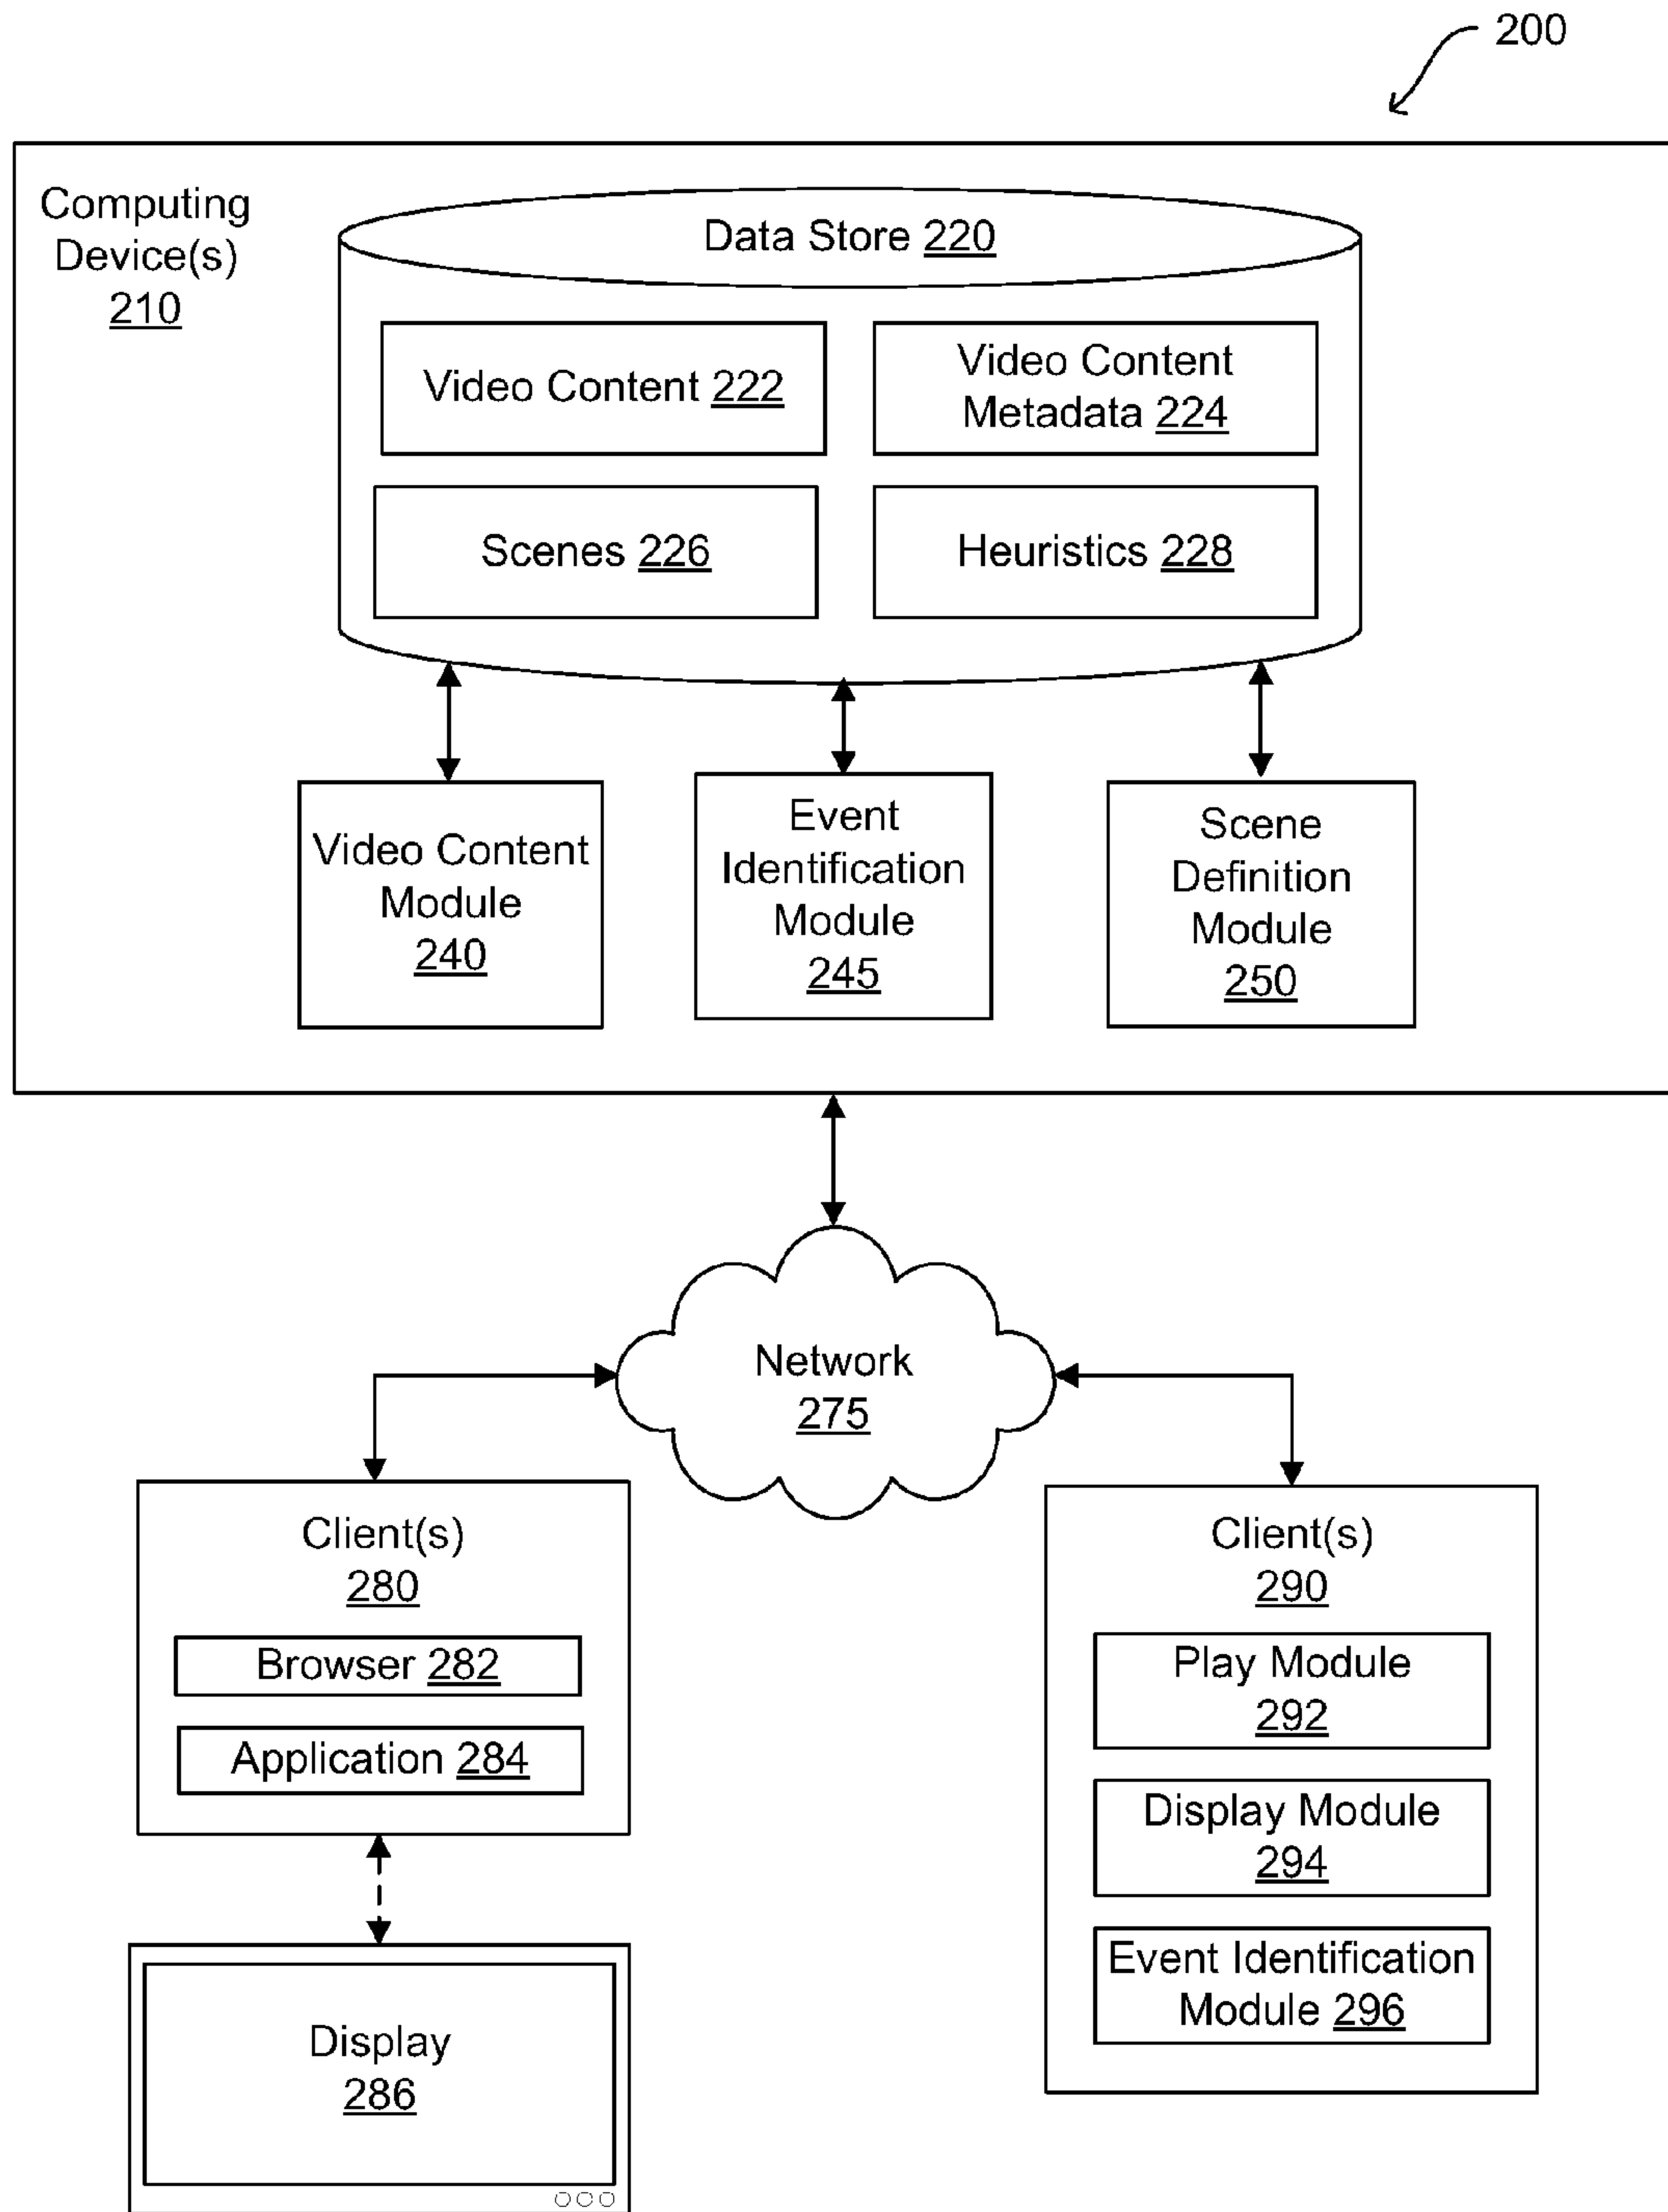 200
Computing
Device(s)
210
Data Store 220
Video Content 222
Video Content
Metadata 224
Scenes 226
Heuristics 228
Video Content
Module
240
Event
Identification
Module
245
Scene
Definition
Module
250
Network
275
Client(s)
280
Browser 282
Application 284
Display
286
Client(s)
290
Play Module
292
Display Module
294
Event Identification
Module 296